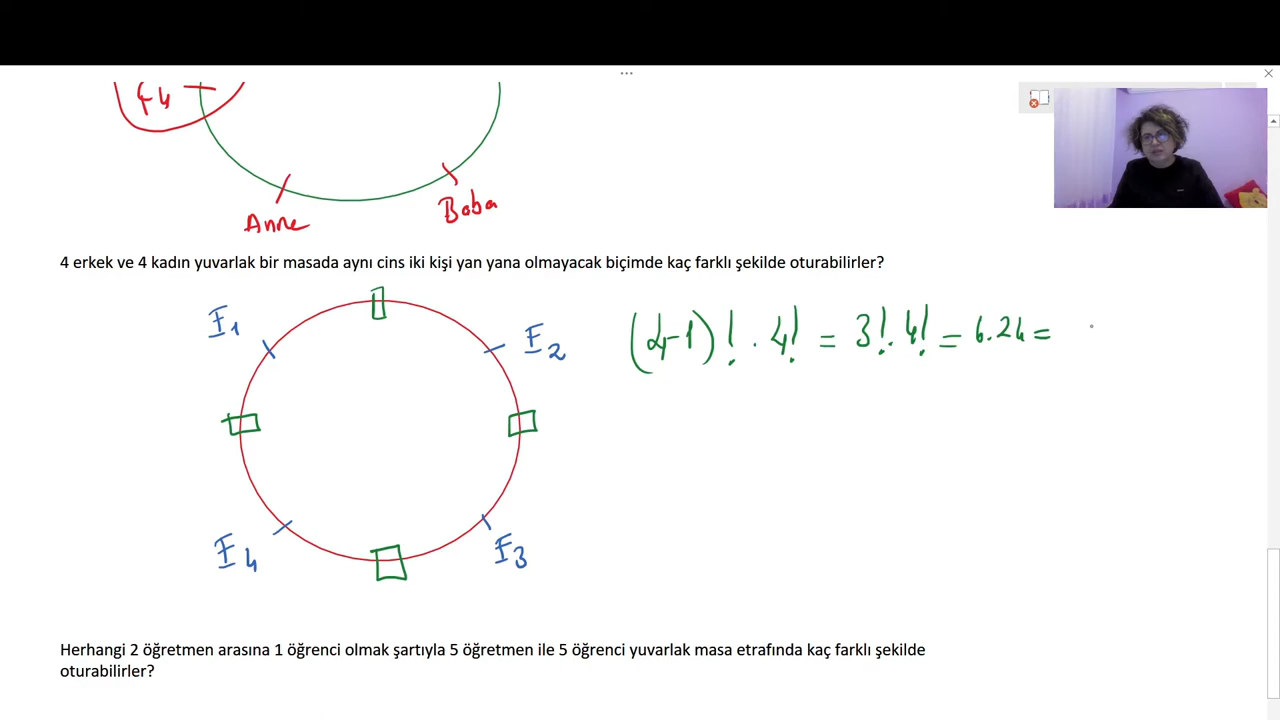 Anne
Baba
4 erkek ve 4 kadın yuvarlak bir masada aynı cins iki kişi yan yana olmayacak biçimde kaç farklı şekilde oturabilirler?
E1
E2
(4-1)! . 4! = 3! . 4! = 6.24 =
E4
E3
Herhangi 2 öğretmen arasına 1 öğrenci olmak şartıyla 5 öğretmen ile 5 öğrenci yuvarlak masa etrafında kaç farklı şekilde
oturabilirler?